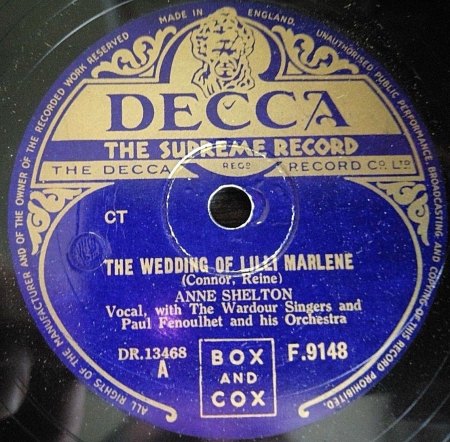 MADE IN ENGLAND.
ALL RIGHTS OF THE MANUFACTURER AND OF THE OWNER OF THE RECORDED WORK RESERVED
UNAUTHORISED PUBLIC PERFORMANCE, BROADCASTING AND COPYING OF THIS RECORD PROHIBITED.
DECCA
THE SUPREME RECORD
THE DECCA REGD RECORD CO. LTD
CT
THE WEDDING OF LILLI MARLENE
(Connor, Reine)
ANNE SHELTON
Vocal, with The Wardour Singers and
Paul Fenoulhet and his Orchestra
DR.13468
A
BOX
AND
COX
F.9148